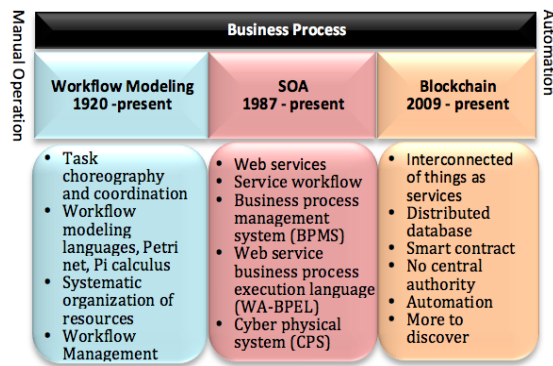 Manual Operation
Business Process
Automation
Workflow Modeling
1920 -present
SOA
1987 - present
Blockchain
2009 - present
• Task
choreography
and coordination
• Workflow
modeling
languages, Petri
net, Pi calculus
• Systematic
organization of
resources
• Workflow
Management
• Web services
• Service workflow
• Business process
management
system (BPMS)
• Web service
business process
execution language
(WA-BPEL)
• Cyber physical
system (CPS)
• Interconnected
of things as
services
• Distributed
database
• Smart contract
• No central
authority
• Automation
• More to
discover